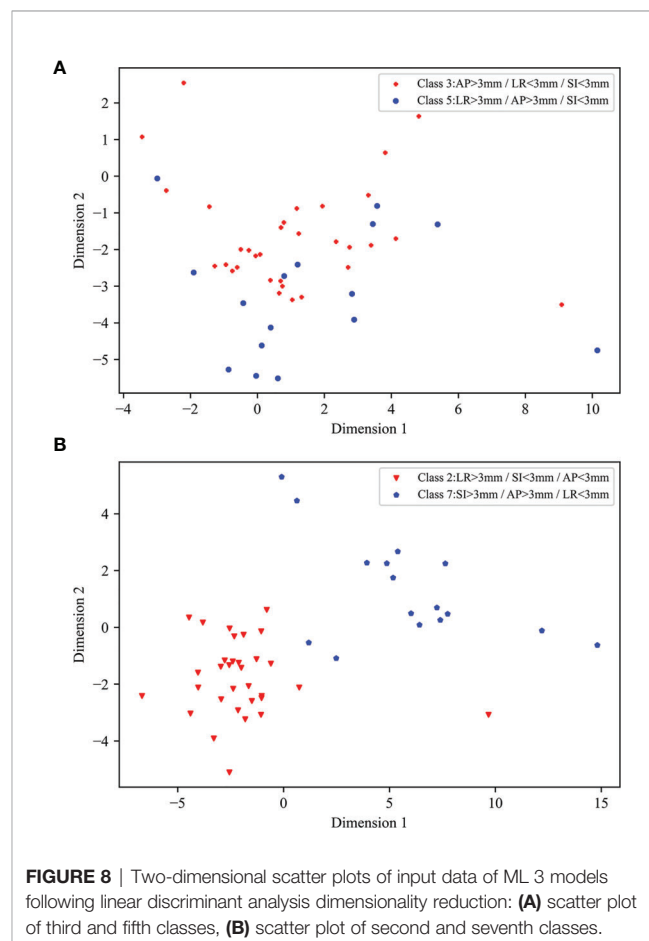 A
Class 3:AP>3mm / LR<3mm / SI<3mm
Class 5:LR>3mm / AP>3mm / SI<3mm
2
1
0
−1
−2
−3
−4
−5
Dimension 2
−4 −2 0 2 4 6 8 10
Dimension 1
B
Class 2:LR>3mm / SI<3mm / AP<3mm
Class 7:SI>3mm / AP>3mm / LR<3mm
4
2
0
−2
−4
Dimension 2
−5 0 5 10 15
Dimension 1
FIGURE 8 | Two-dimensional scatter plots of input data of ML 3 models
following linear discriminant analysis dimensionality reduction: (A) scatter plot
of third and fifth classes, (B) scatter plot of second and seventh classes.